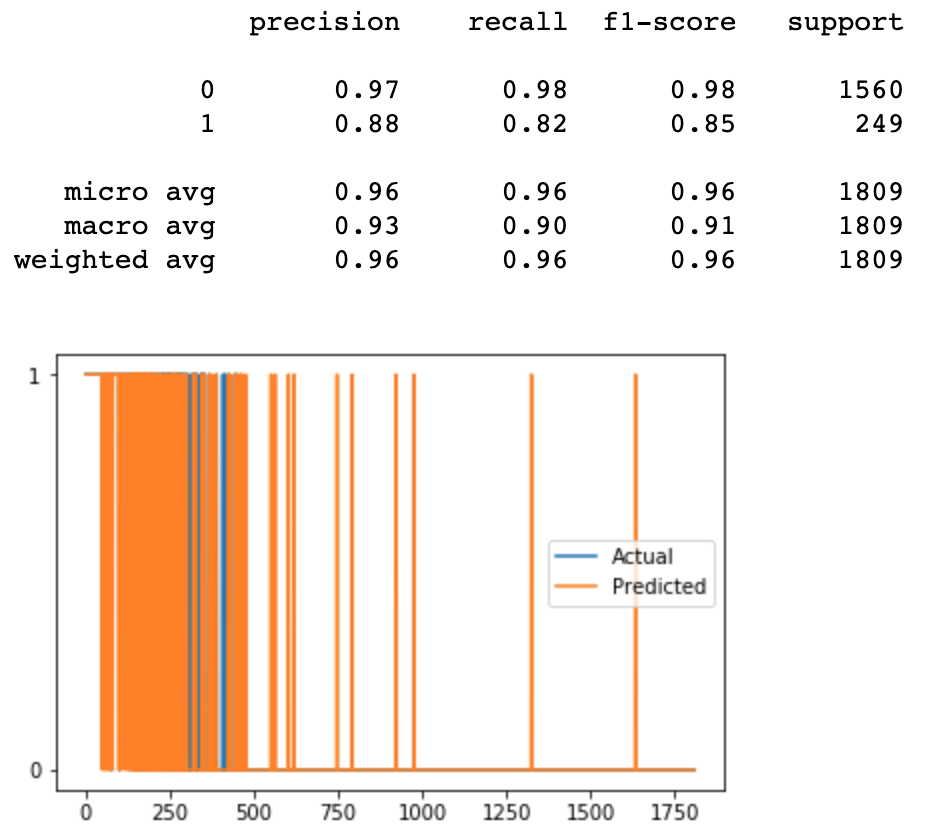 precision recall f1-score support
0 0.97 0.98 0.98 1560
1 0.88 0.82 0.85 249
micro avg 0.96 0.96 0.96 1809
macro avg 0.93 0.90 0.91 1809
weighted avg 0.96 0.96 0.96 1809
1
Actual
Predicted
0
0 250 500 750 1000 1250 1500 1750